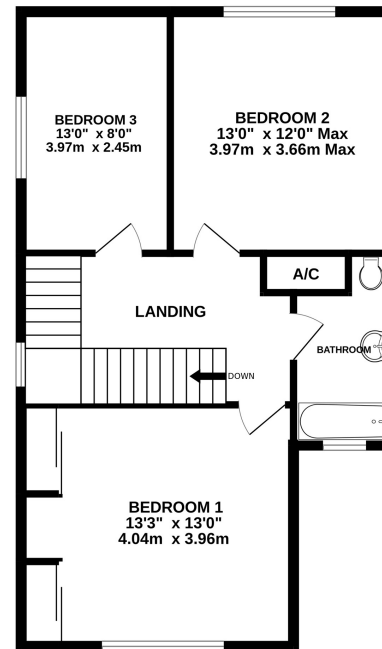 BEDROOM 3
13'0" x 8'0"
3.97m x 2.45m
BEDROOM 2
13'0" x 12'0" Max
3.97m x 3.66m Max
A/C
LANDING
BATHROOM
DOWN
BEDROOM 1
13'3" x 13'0"
4.04m x 3.96m